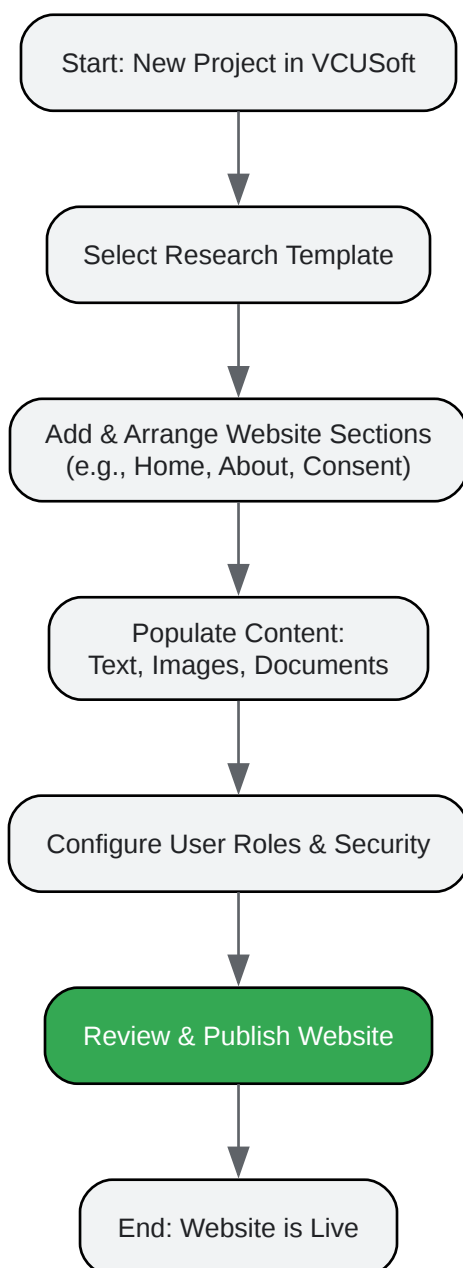 Start: New Project in VCUSoft
Select Research Template
Add & Arrange Website Sections
(e.g., Home, About, Consent)
Populate Content:
Text, Images, Documents
Configure User Roles & Security
Review & Publish Website
End: Website is Live